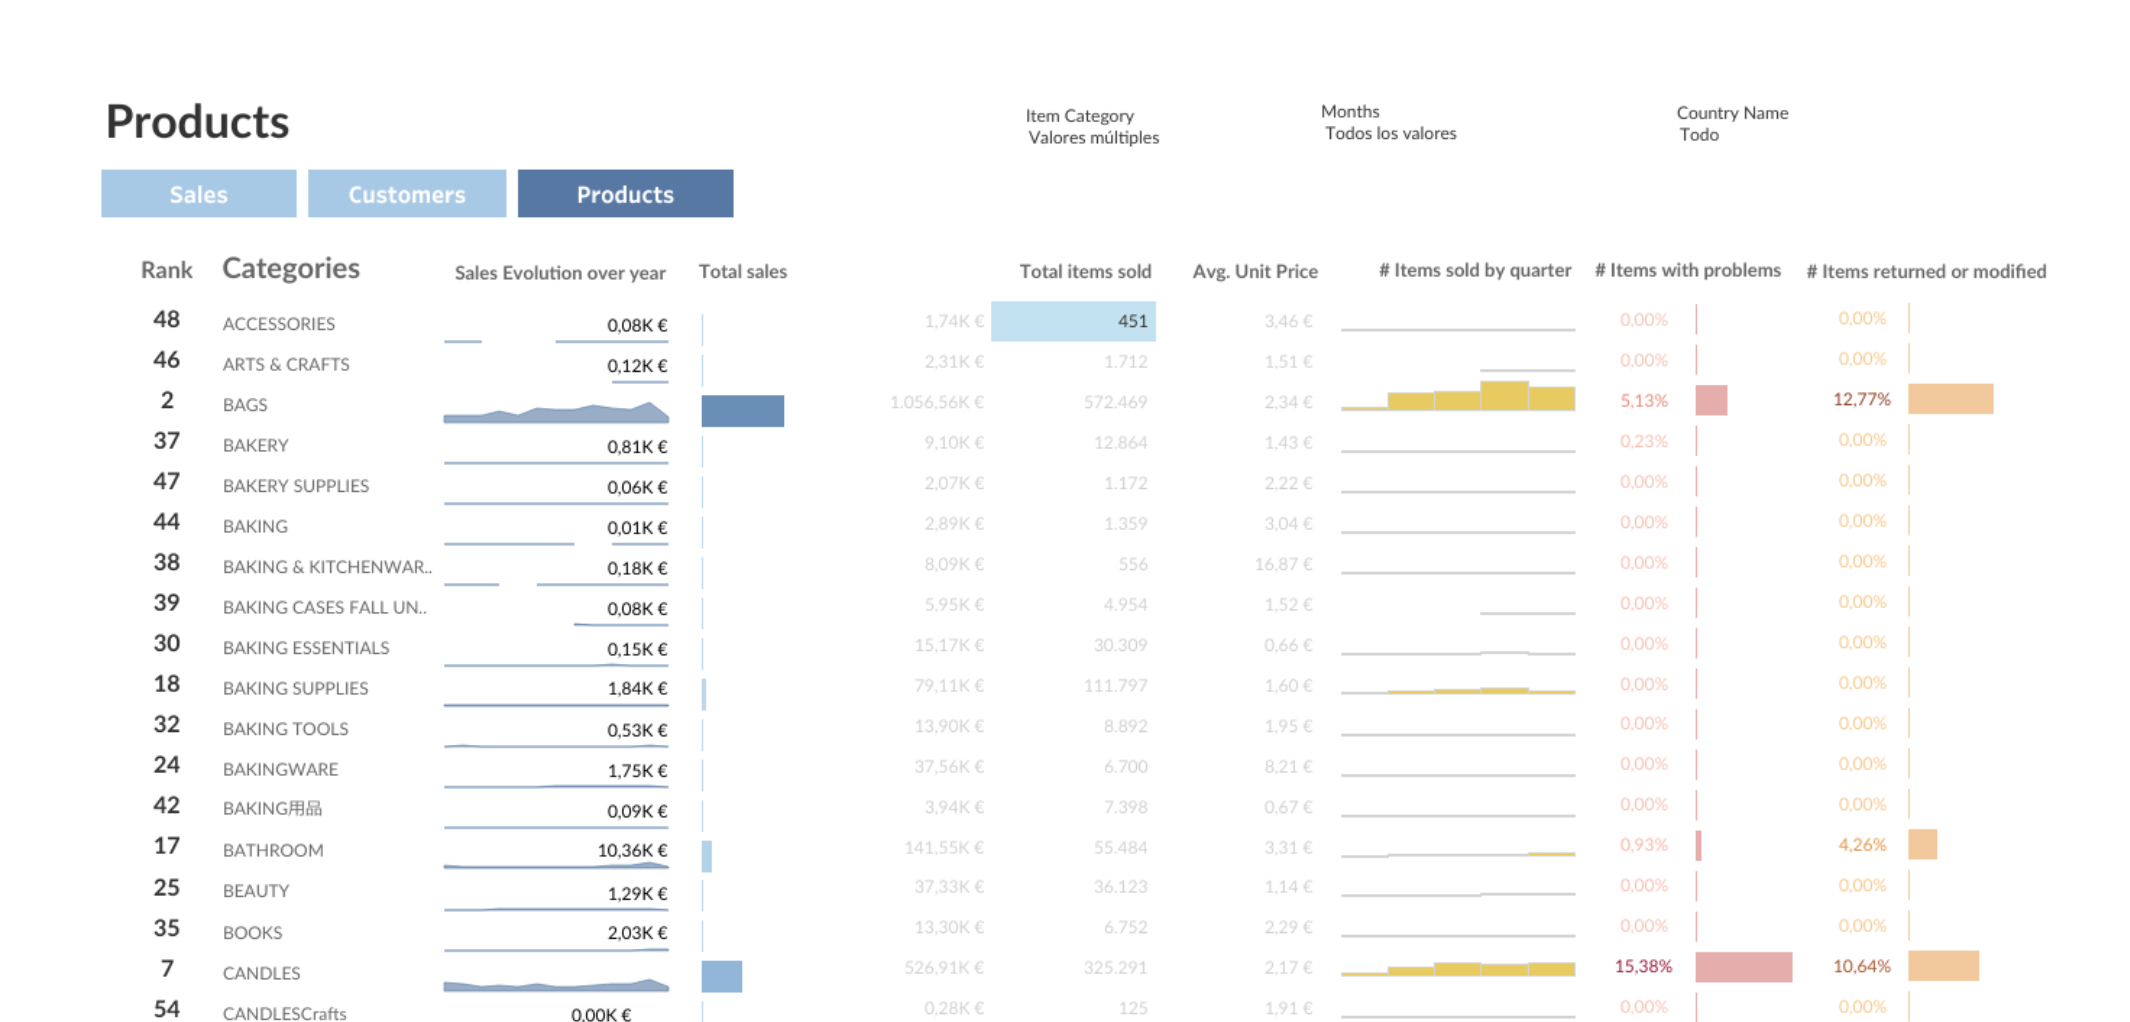 Products
Item Category
Valores múltiples
Months
Todos los valores
Country Name
Todo
Sales Customers Products
Rank Categories Sales Evolution over year Total sales Total items sold Avg. Unit Price # Items sold by quarter # Items with problems # Items returned or modified
48 ACCESSORIES 0,08K € 1,74K € 451 3,46 € 0,00% 0,00%
46 ARTS & CRAFTS 0,12K € 2,31K € 1.712 1,51 € 0,00% 0,00%
2 BAGS 1.056,56K € 572.469 2,34 € 5,13% 12,77%
37 BAKERY 0,81K € 9,10K € 12.864 1,43 € 0,23% 0,00%
47 BAKERY SUPPLIES 0,06K € 2,07K € 1.172 2,22 € 0,00% 0,00%
44 BAKING 0,01K € 2,89K € 1.359 3,04 € 0,00% 0,00%
38 BAKING & KITCHENWAR.. 0,18K € 8,09K € 556 16,87 € 0,00% 0,00%
39 BAKING CASES FALL UN.. 0,08K € 5,95K € 4.954 1,52 € 0,00% 0,00%
30 BAKING ESSENTIALS 0,15K € 15,17K € 30.309 0,66 € 0,00% 0,00%
18 BAKING SUPPLIES 1,84K € 79,11K € 111.797 1,60 € 0,00% 0,00%
32 BAKING TOOLS 0,53K € 13,90K € 8.892 1,95 € 0,00% 0,00%
24 BAKINGWARE 1,75K € 37,56K € 6.700 8,21 € 0,00% 0,00%
42 BAKING用品 0,09K € 3,94K € 7.398 0,67 € 0,00% 0,00%
17 BATHROOM 10,36K € 141,55K € 55.484 3,31 € 0,93% 4,26%
25 BEAUTY 1,29K € 37,33K € 36.123 1,14 € 0,00% 0,00%
35 BOOKS 2,03K € 13,30K € 6.752 2,29 € 0,00% 0,00%
7 CANDLES 526,91K € 325.291 2,17 € 15,38% 10,64%
54 CANDLESCrafts 0,00K € 0,28K € 125 1,91 € 0,00% 0,00%